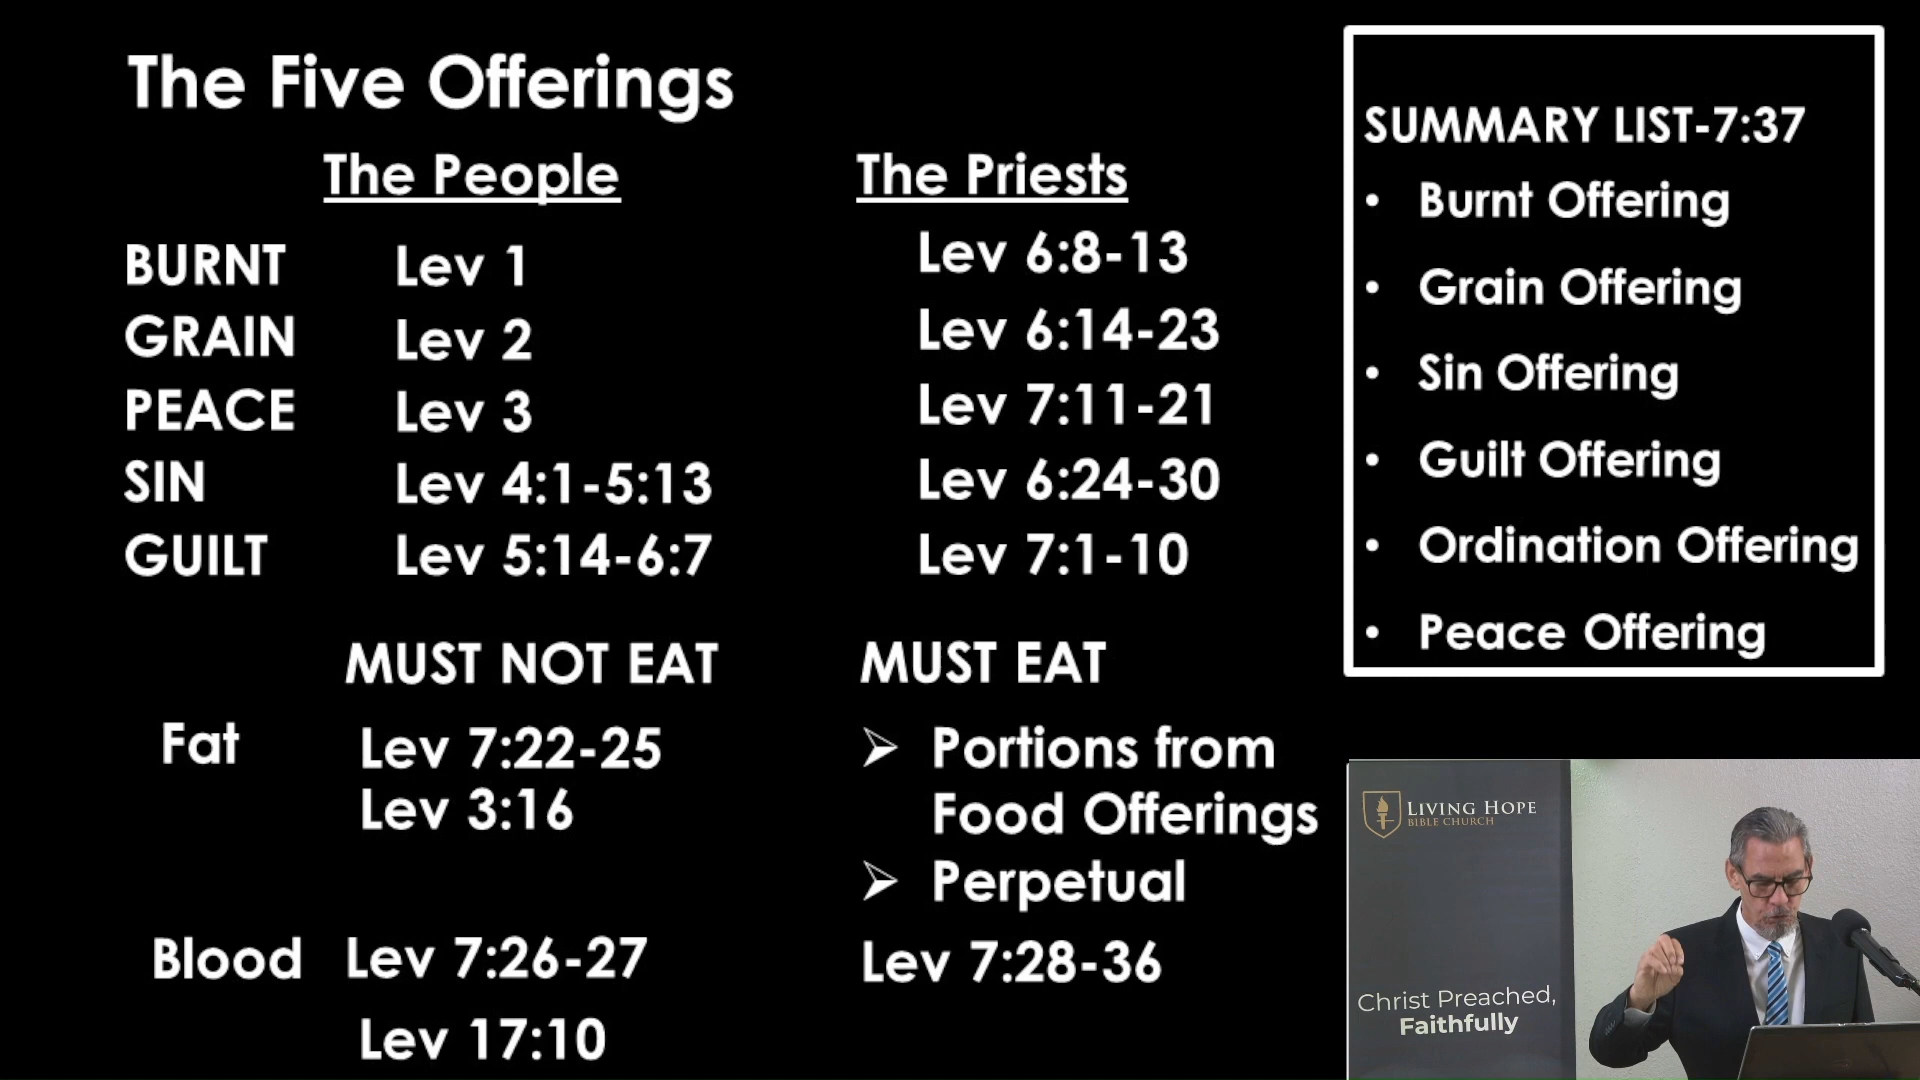 The Five Offerings
The People The Priests
BURNT Lev 1 Lev 6:8-13
GRAIN Lev 2 Lev 6:14-23
PEACE Lev 3 Lev 7:11-21
SIN Lev 4:1-5:13 Lev 6:24-30
GUILT Lev 5:14-6:7 Lev 7:1-10
MUST NOT EAT MUST EAT
Fat Lev 7:22-25
Lev 3:16
Blood Lev 7:26-27
Lev 17:10
➢ Portions from
Food Offerings
➢ Perpetual
Lev 7:28-36
SUMMARY LIST-7:37
• Burnt Offering
• Grain Offering
• Sin Offering
• Guilt Offering
• Ordination Offering
• Peace Offering
LIVING HOPE
BIBLE CHURCH
Christ Preached,
Faithfully